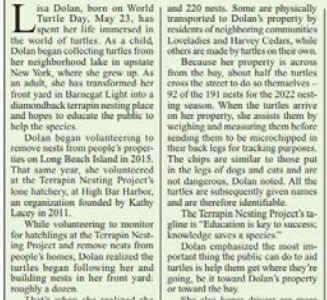 Lisa Dolan, born on World
Turtle Day, May 23, has
spent her life immersed in
the world of turtles. As a child,
Dolan began collecting turtles from
her neighborhood lake in upstate
New York, where she grew up. As
an adult, she has transformed her
front yard in Barnegat Light into a
diamondback terrapin nesting place
and hopes to educate the public to
help the species.
Dolan began volunteering to
remove nests from people's proper-
ties on Long Beach Island in 2015.
That same year, she volunteered
at the Terrapin Nesting Project's
lone hatchery, at High Bar Harbor,
an organization founded by Kathy
Lacey in 2011.
While volunteering to monitor
for hatchlings at the Terrapin Nest-
ing Project and remove nests from
people's homes, Dolan realized the
turtles began following her and
building nests in her front yard:
roughly a dozen.
That's when she realized she
and 220 nests. Some are physically
transported to Dolan's property by
residents of neighboring communities
Loveladies and Harvey Cedars, while
others are made by turtles on their own.
Because her property is across
from the bay, about half the turtles
cross the street to do so themselves –
92 of the 191 nests for the 2022 nest-
ing season. When the turtles arrive
on her property, she assists them by
weighing and measuring them before
sending them to be microchipped in
their back legs for tracking purposes.
The chips are similar to those put
in the legs of dogs and cats and are
not dangerous, Dolan noted. All the
turtles are subsequently given names
and are therefore identifiable.
The Terrapin Nesting Project's ta-
gline is "Education is key to success;
knowledge saves a species."
Dolan emphasized the most im-
portant thing the public can do to aid
turtles is help them get where they're
going, be it toward Dolan's property
or toward the bay.
She also hopes drivers are most